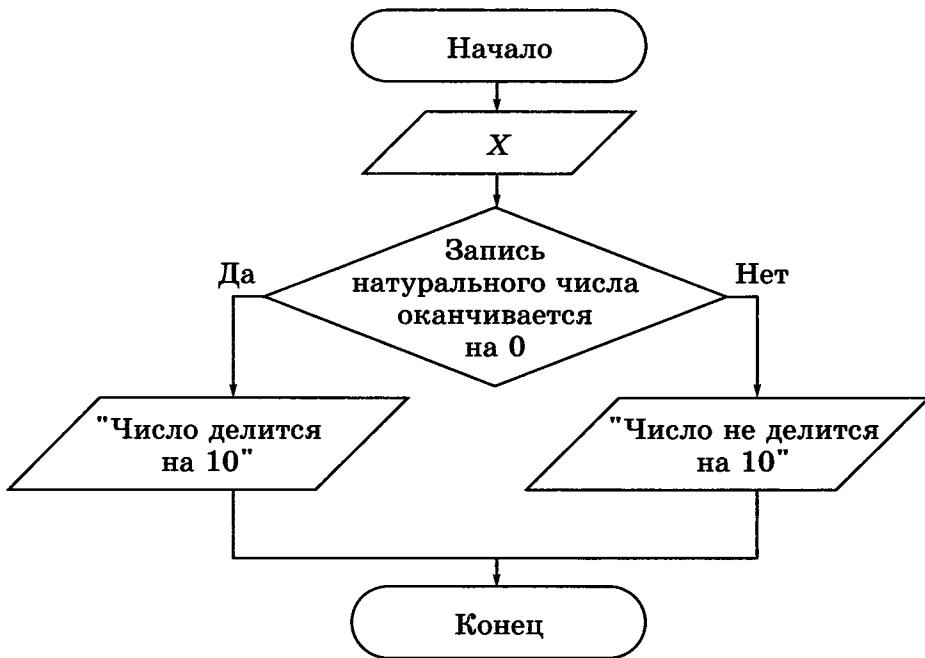 Начало
X
Запись
натурального числа
оканчивается
на 0
Да
Нет
"Число делится
на 10"
"Число не делится
на 10"
Конец